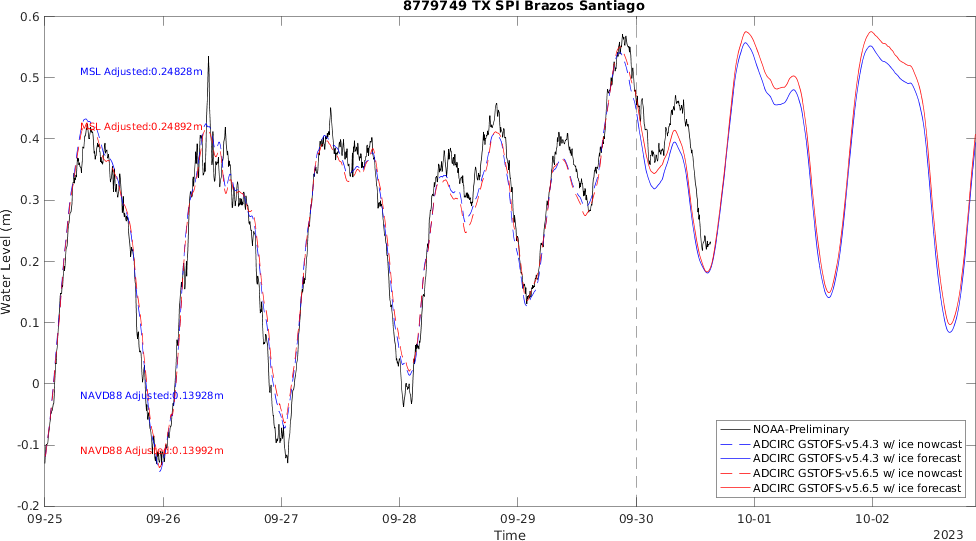 8779749 TX SPI Brazos Santiago
0.6
0.5
0.4
0.3
0.2
0.1
0
-0.1
-0.2
Water Level (m)
MSL Adjusted:0.24828m
MSL Adjusted:0.24892m
NAVD88 Adjusted:0.13928m
NAVD88 Adjusted:0.13992m
NOAA-Preliminary
ADCIRC GSTOFS-v5.4.3 w/ ice nowcast
ADCIRC GSTOFS-v5.4.3 w/ ice forecast
ADCIRC GSTOFS-v5.6.5 w/ ice nowcast
ADCIRC GSTOFS-v5.6.5 w/ ice forecast
09-25 09-26 09-27 09-28 09-29 09-30 10-01 10-02
Time
2023